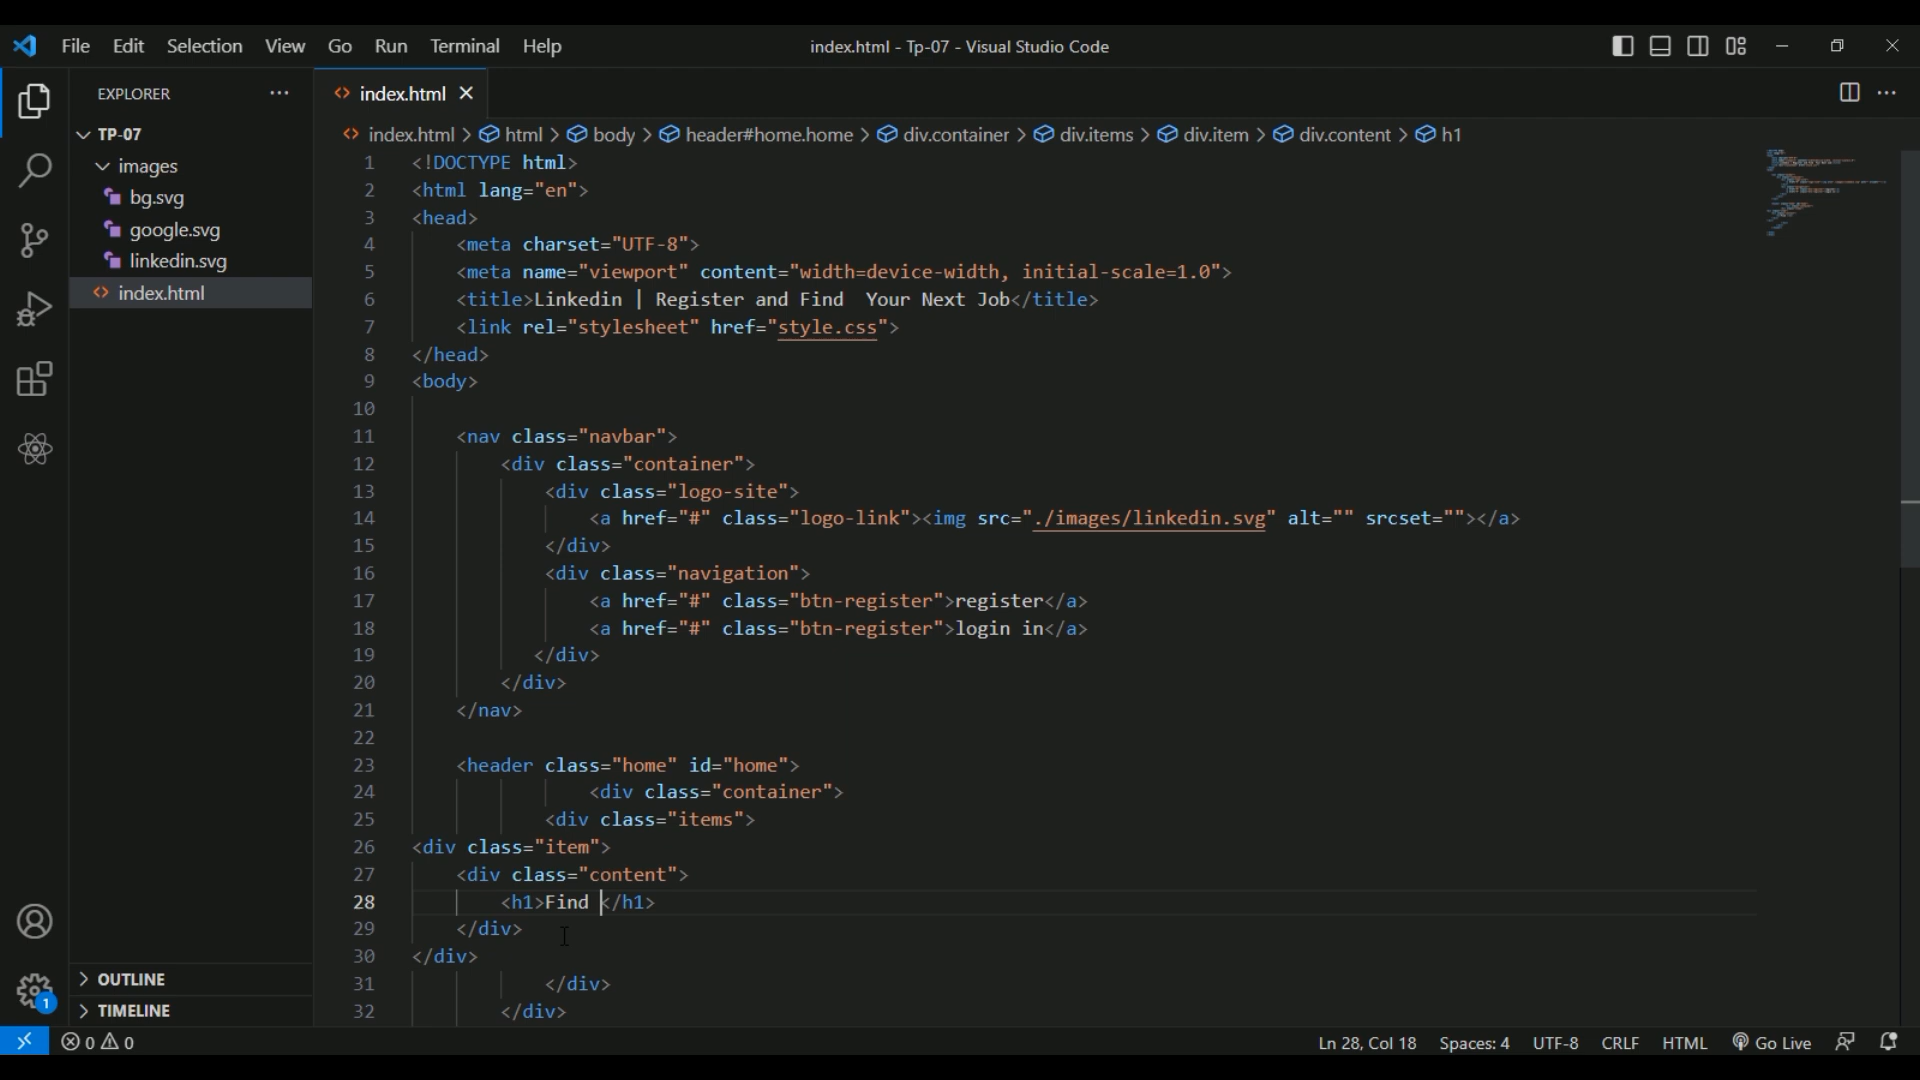 File Edit Selection View Go Run Terminal Help
index.html - Tp-07 - Visual Studio Code
EXPLORER
TP-07
images
bg.svg
google.svg
linkedin.svg
index.html
OUTLINE
TIMELINE
index.html
index.html > html > body > header#home.home > div.container > div.items > div.item > div.content > h1
1 <!DOCTYPE html>
2 <html lang="en">
3 <head>
4 <meta charset="UTF-8">
5 <meta name="viewport" content="width=device-width, initial-scale=1.0">
6 <title>Linkedin | Register and Find  Your Next Job</title>
7 <link rel="stylesheet" href="style.css">
8 </head>
9 <body>
10
11 <nav class="navbar">
12 <div class="container">
13 <div class="logo-site">
14 <a href="#" class="logo-link"><img src="./images/linkedin.svg" alt="" srcset=""></a>
15 </div>
16 <div class="navigation">
17 <a href="#" class="btn-register">register</a>
18 <a href="#" class="btn-register">login in</a>
19 </div>
20 </div>
21 </nav>
22
23 <header class="home" id="home">
24 <div class="container">
25 <div class="items">
26 <div class="item">
27 <div class="content">
28 <h1>Find </h1>
29 </div>
30 </div>
31 </div>
32 </div>
1
0 0
Ln 28, Col 18 Spaces: 4 UTF-8 CRLF HTML Go Live